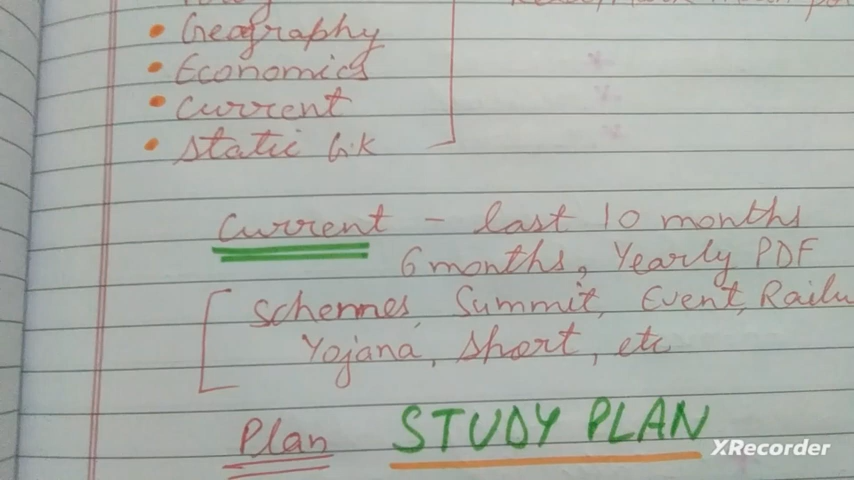 • Geography
• Economics
• Current
• Static G.K
Current - last 10 months
6 months, Yearly PDF
Schemes, Summit, Event, Railw
Yojana, Short, etc
Plan STUDY PLAN
XRecorder